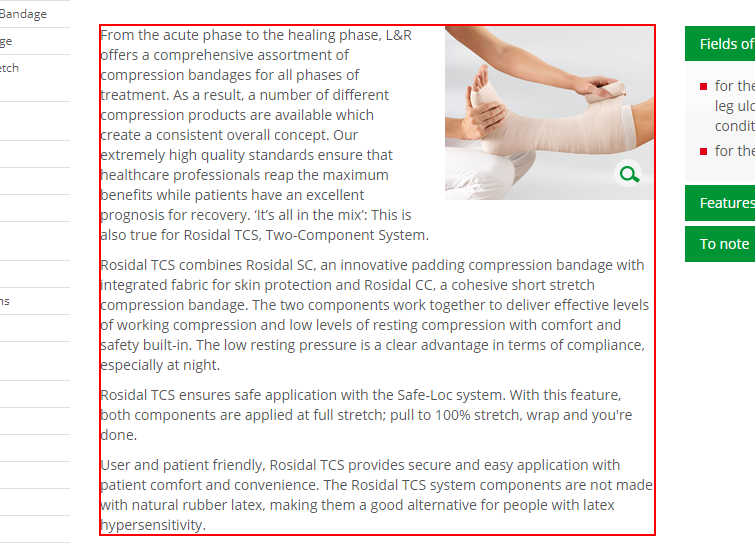 Bandage
ge
etch
ns
From the acute phase to the healing phase, L&R
offers a comprehensive assortment of
compression bandages for all phases of
treatment. As a result, a number of different
compression products are available which
create a consistent overall concept. Our
extremely high quality standards ensure that
healthcare professionals reap the maximum
benefits while patients have an excellent
prognosis for recovery. ‘It’s all in the mix’: This is
also true for Rosidal TCS, Two-Component System.
Rosidal TCS combines Rosidal SC, an innovative padding compression bandage with
integrated fabric for skin protection and Rosidal CC, a cohesive short stretch
compression bandage. The two components work together to deliver effective levels
of working compression and low levels of resting compression with comfort and
safety built-in. The low resting pressure is a clear advantage in terms of compliance,
especially at night.
Rosidal TCS ensures safe application with the Safe-Loc system. With this feature,
both components are applied at full stretch; pull to 100% stretch, wrap and you're
done.
User and patient friendly, Rosidal TCS provides secure and easy application with
patient comfort and convenience. The Rosidal TCS system components are not made
with natural rubber latex, making them a good alternative for people with latex
hypersensitivity.
Fields of
for the
leg ulc
condit
for the
Features
To note